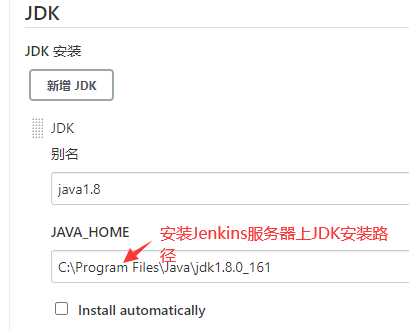 JDK
JDK 安装
新增 JDK
JDK
别名
java1.8
JAVA_HOME
安装Jenkins服务器上JDK安装路
径
C:\Program Files\Java\jdk1.8.0_161
Install automatically